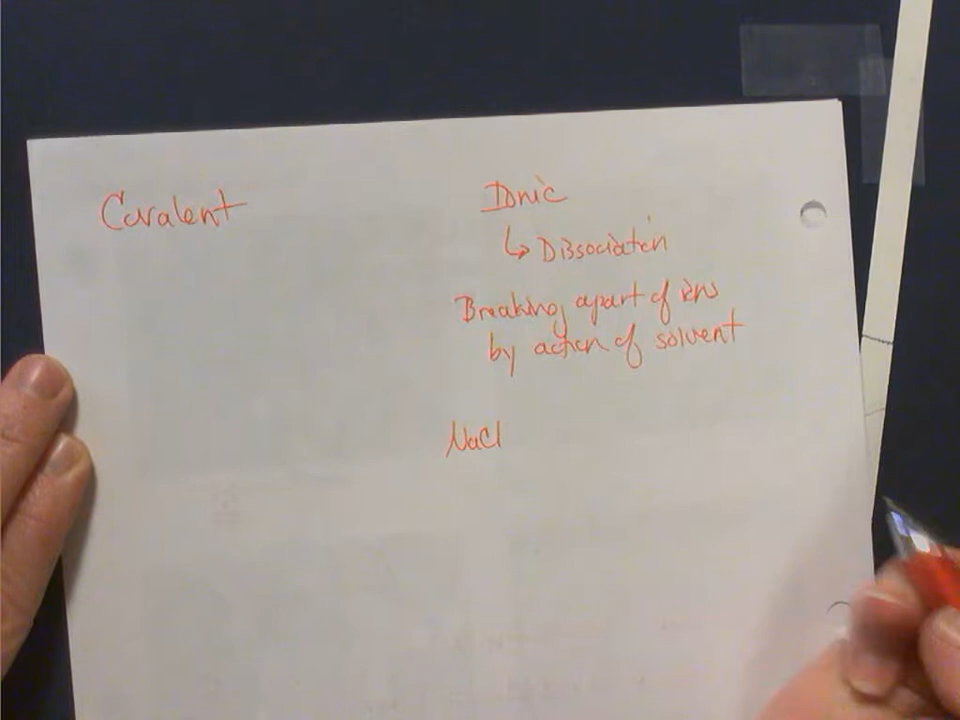 Covalent
Ionic
↳ Dissociation
Breaking apart of ions
by action of solvent
NaCl